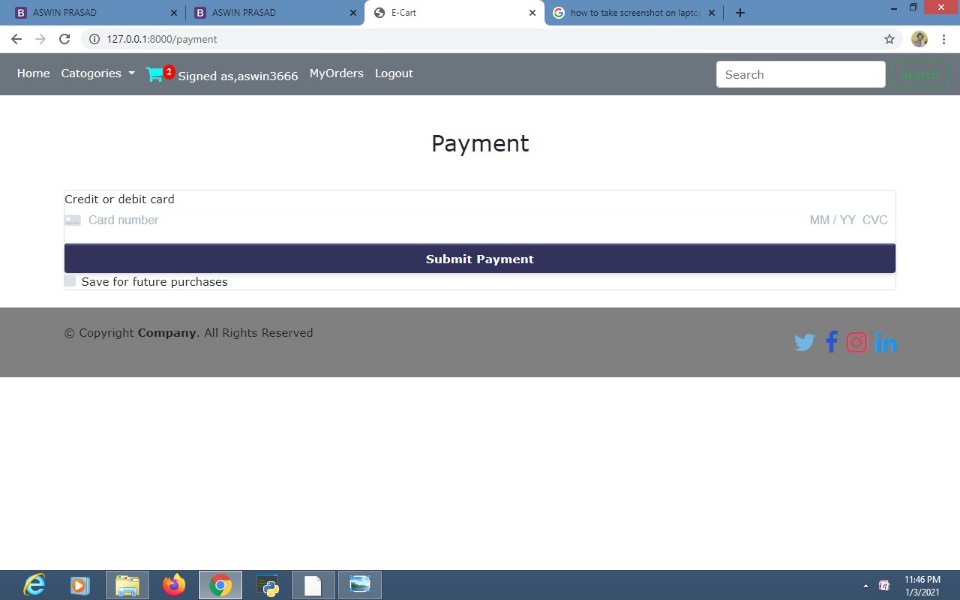 B ASWIN PRASAD
B ASWIN PRASAD
E-Cart
G how to take screenshot on lapto
127.0.0.1:8000/payment
Home Catogories 2 Signed as,aswin3666 MyOrders Logout
Search
Search
Payment
Credit or debit card
Card number MM / YY CVC
Submit Payment
Save for future purchases
© Copyright Company. All Rights Reserved
11:46 PM
1/3/2021